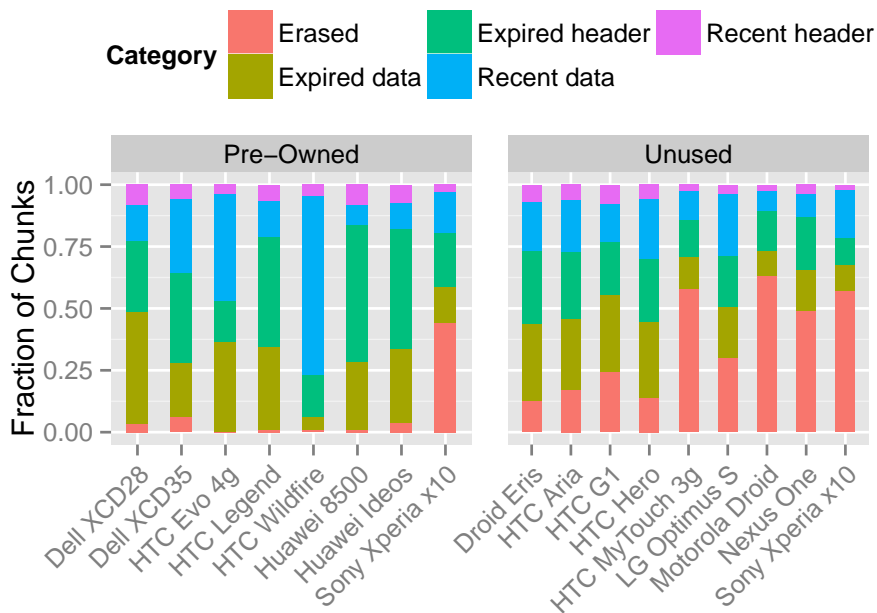 Category
Erased
Expired header
Recent header
Expired data
Recent data
Pre−Owned
Unused
Fraction of Chunks
1.00
0.75
0.50
0.25
0.00
Dell XCD28
Dell XCD35
HTC Evo 4g
HTC Legend
HTC Wildfire
Huawei 8500
Huawei Ideos
Sony Xperia x10
Droid Eris
HTC Aria
HTC G1
HTC Hero
HTC MyTouch 3g
LG Optimus S
Motorola Droid
Nexus One
Sony Xperia x10